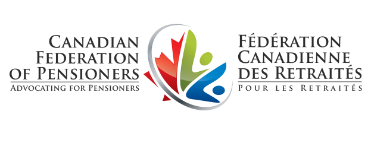 CANADIAN
FEDERATION
OF PENSIONERS
ADVOCATING FOR PENSIONERS
FÉDÉRATION
CANADIENNE
DES RETRAITÉS
POUR LES RETRAITÉS